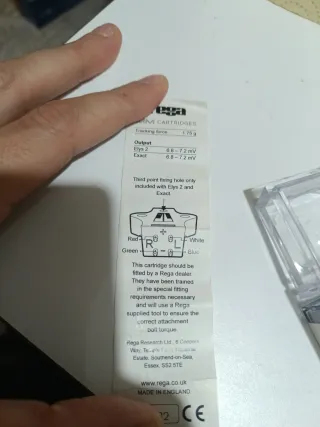 Rega
CARTRIDGES
Tracking force 1.75 g
Output
Elys 2 6.8 – 7.2 mV
Exact 6.8 – 7.2 mV
Third point fixing hole only
included with Elys 2 and
Exact
Red White
R L
Green Blue
This cartridge should be
fitted by a Rega dealer.
They have been trained
in the special fitting
requirements necessary
and will use a Rega
supplied tool to ensure the
correct attachment
bolt torque.
Rega Research Ltd., 6
Essex, SS2 5TE
www.rega.co.uk
MADE IN ENGLAND
CE